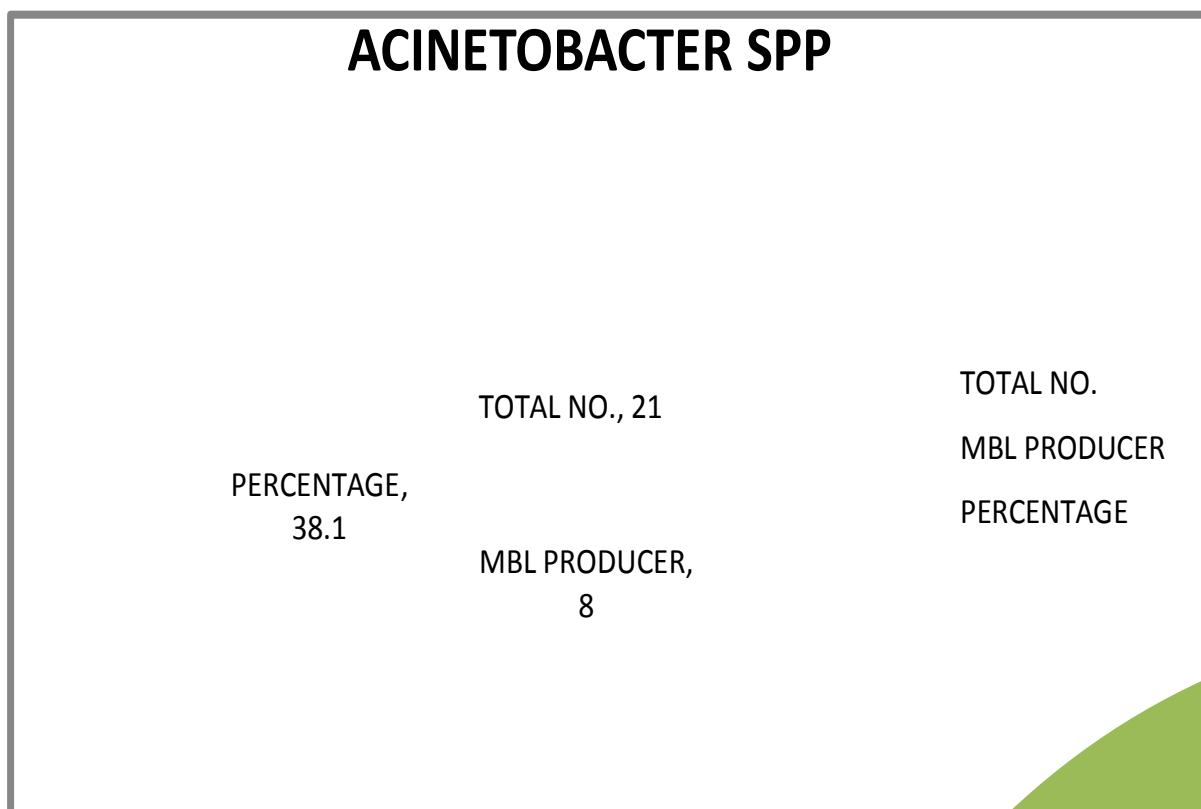 ACINETOBACTER SPP
TOTAL NO., 21
PERCENTAGE,
38.1
MBL PRODUCER,
8
TOTAL NO.
MBL PRODUCER
PERCENTAGE